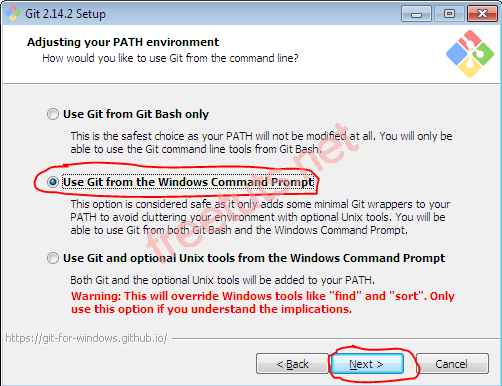 Git 2.14.2 Setup
Adjusting your PATH environment
How would you like to use Git from the command line?
Use Git from Git Bash only
This is the safest choice as your PATH will not be modified at all. You will only be
able to use the Git command line tools from Git Bash.
Use Git from the Windows Command Prompt
This option is considered safe as it only adds some minimal Git wrappers to your
PATH to avoid cluttering your environment with optional Unix tools. You will be
able to use Git from both Git Bash and the Windows Command Prompt.
Use Git and optional Unix tools from the Windows Command Prompt
Both Git and the optional Unix tools will be added to your PATH.
Warning: This will override Windows tools like "find" and "sort". Only
use this option if you understand the implications.
https://git-for-windows.github.io/
< Back
Next >
Cancel
freetuts.net